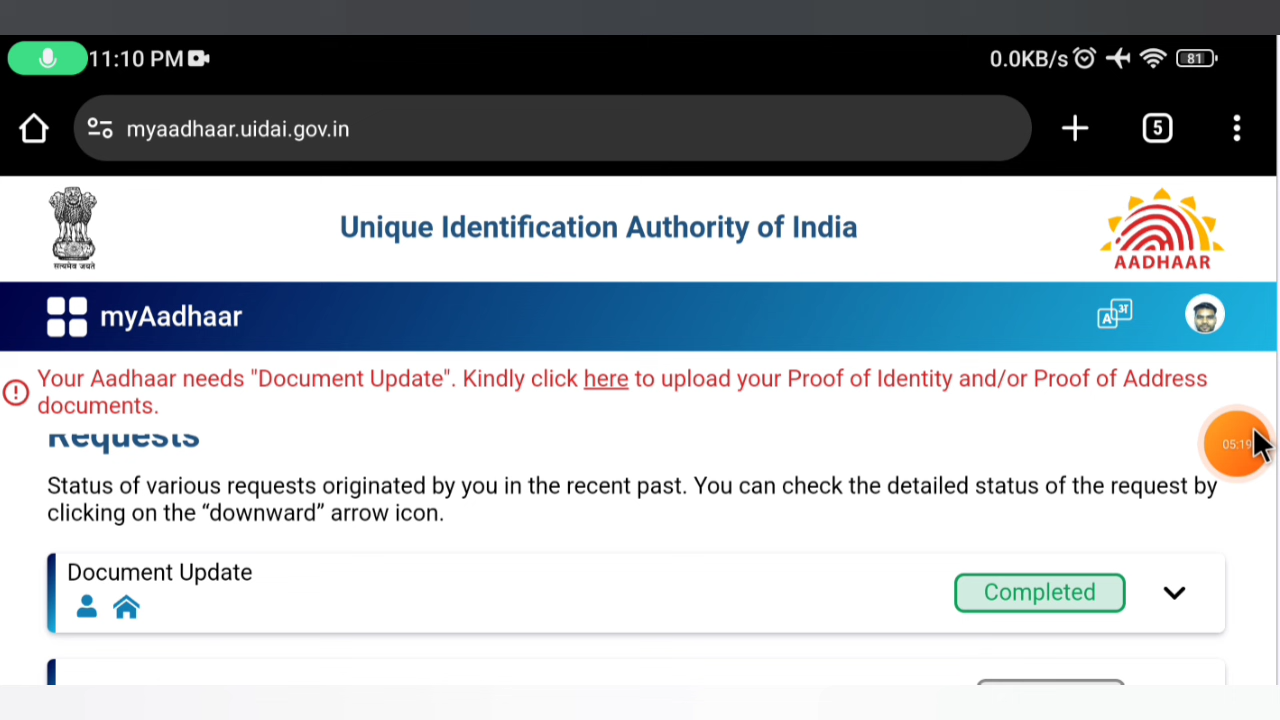 11:10 PM
0.0KB/s
81
myaadhaar.uidai.gov.in
5
सत्यमेव जयते
Unique Identification Authority of India
AADHAAR
myAadhaar
A अ
Your Aadhaar needs "Document Update". Kindly click here to upload your Proof of Identity and/or Proof of Address
documents.
Requests
05:19
Status of various requests originated by you in the recent past. You can check the detailed status of the request by
clicking on the “downward” arrow icon.
Document Update
Completed